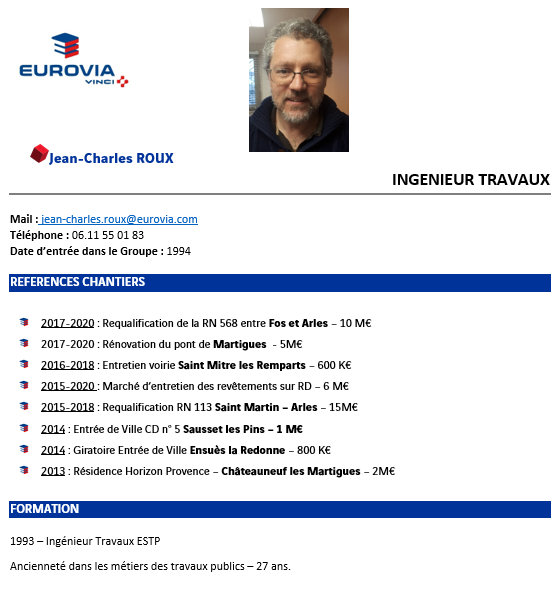 EUROVIA
VINCI
Jean-Charles ROUX
INGENIEUR TRAVAUX
Mail : jean-charles.roux@eurovia.com
Téléphone : 06.11 55 01 83
Date d'entrée dans le Groupe : 1994
REFERENCES CHANTIERS
2017-2020 : Requalification de la RN 568 entre Fos et Arles – 10 M€
2017-2020 : Rénovation du pont de Martigues - 5M€
2016-2018 : Entretien voirie Saint Mitre les Remparts – 600 K€
2015-2020 : Marché d'entretien des revêtements sur RD – 6 M€
2015-2018 : Requalification RN 113 Saint Martin – Arles – 15M€
2014 : Entrée de Ville CD n° 5 Sausset les Pins – 1 M€
2014 : Giratoire Entrée de Ville Ensuès la Redonne – 800 K€
2013 : Résidence Horizon Provence – Châteauneuf les Martigues – 2M€
FORMATION
1993 – Ingénieur Travaux ESTP
Ancienneté dans les métiers des travaux publics – 27 ans.